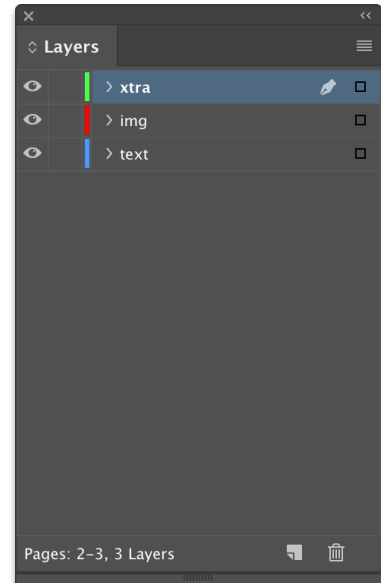 Layers
xtra
img
text
Pages: 2-3, 3 Layers